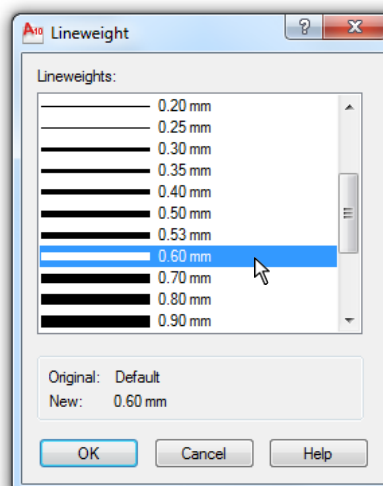 A10 Lineweight
Lineweights:
0.20 mm
0.25 mm
0.30 mm
0.35 mm
0.40 mm
0.50 mm
0.53 mm
0.60 mm
0.70 mm
0.80 mm
0.90 mm
Original: Default
New: 0.60 mm
OK Cancel Help